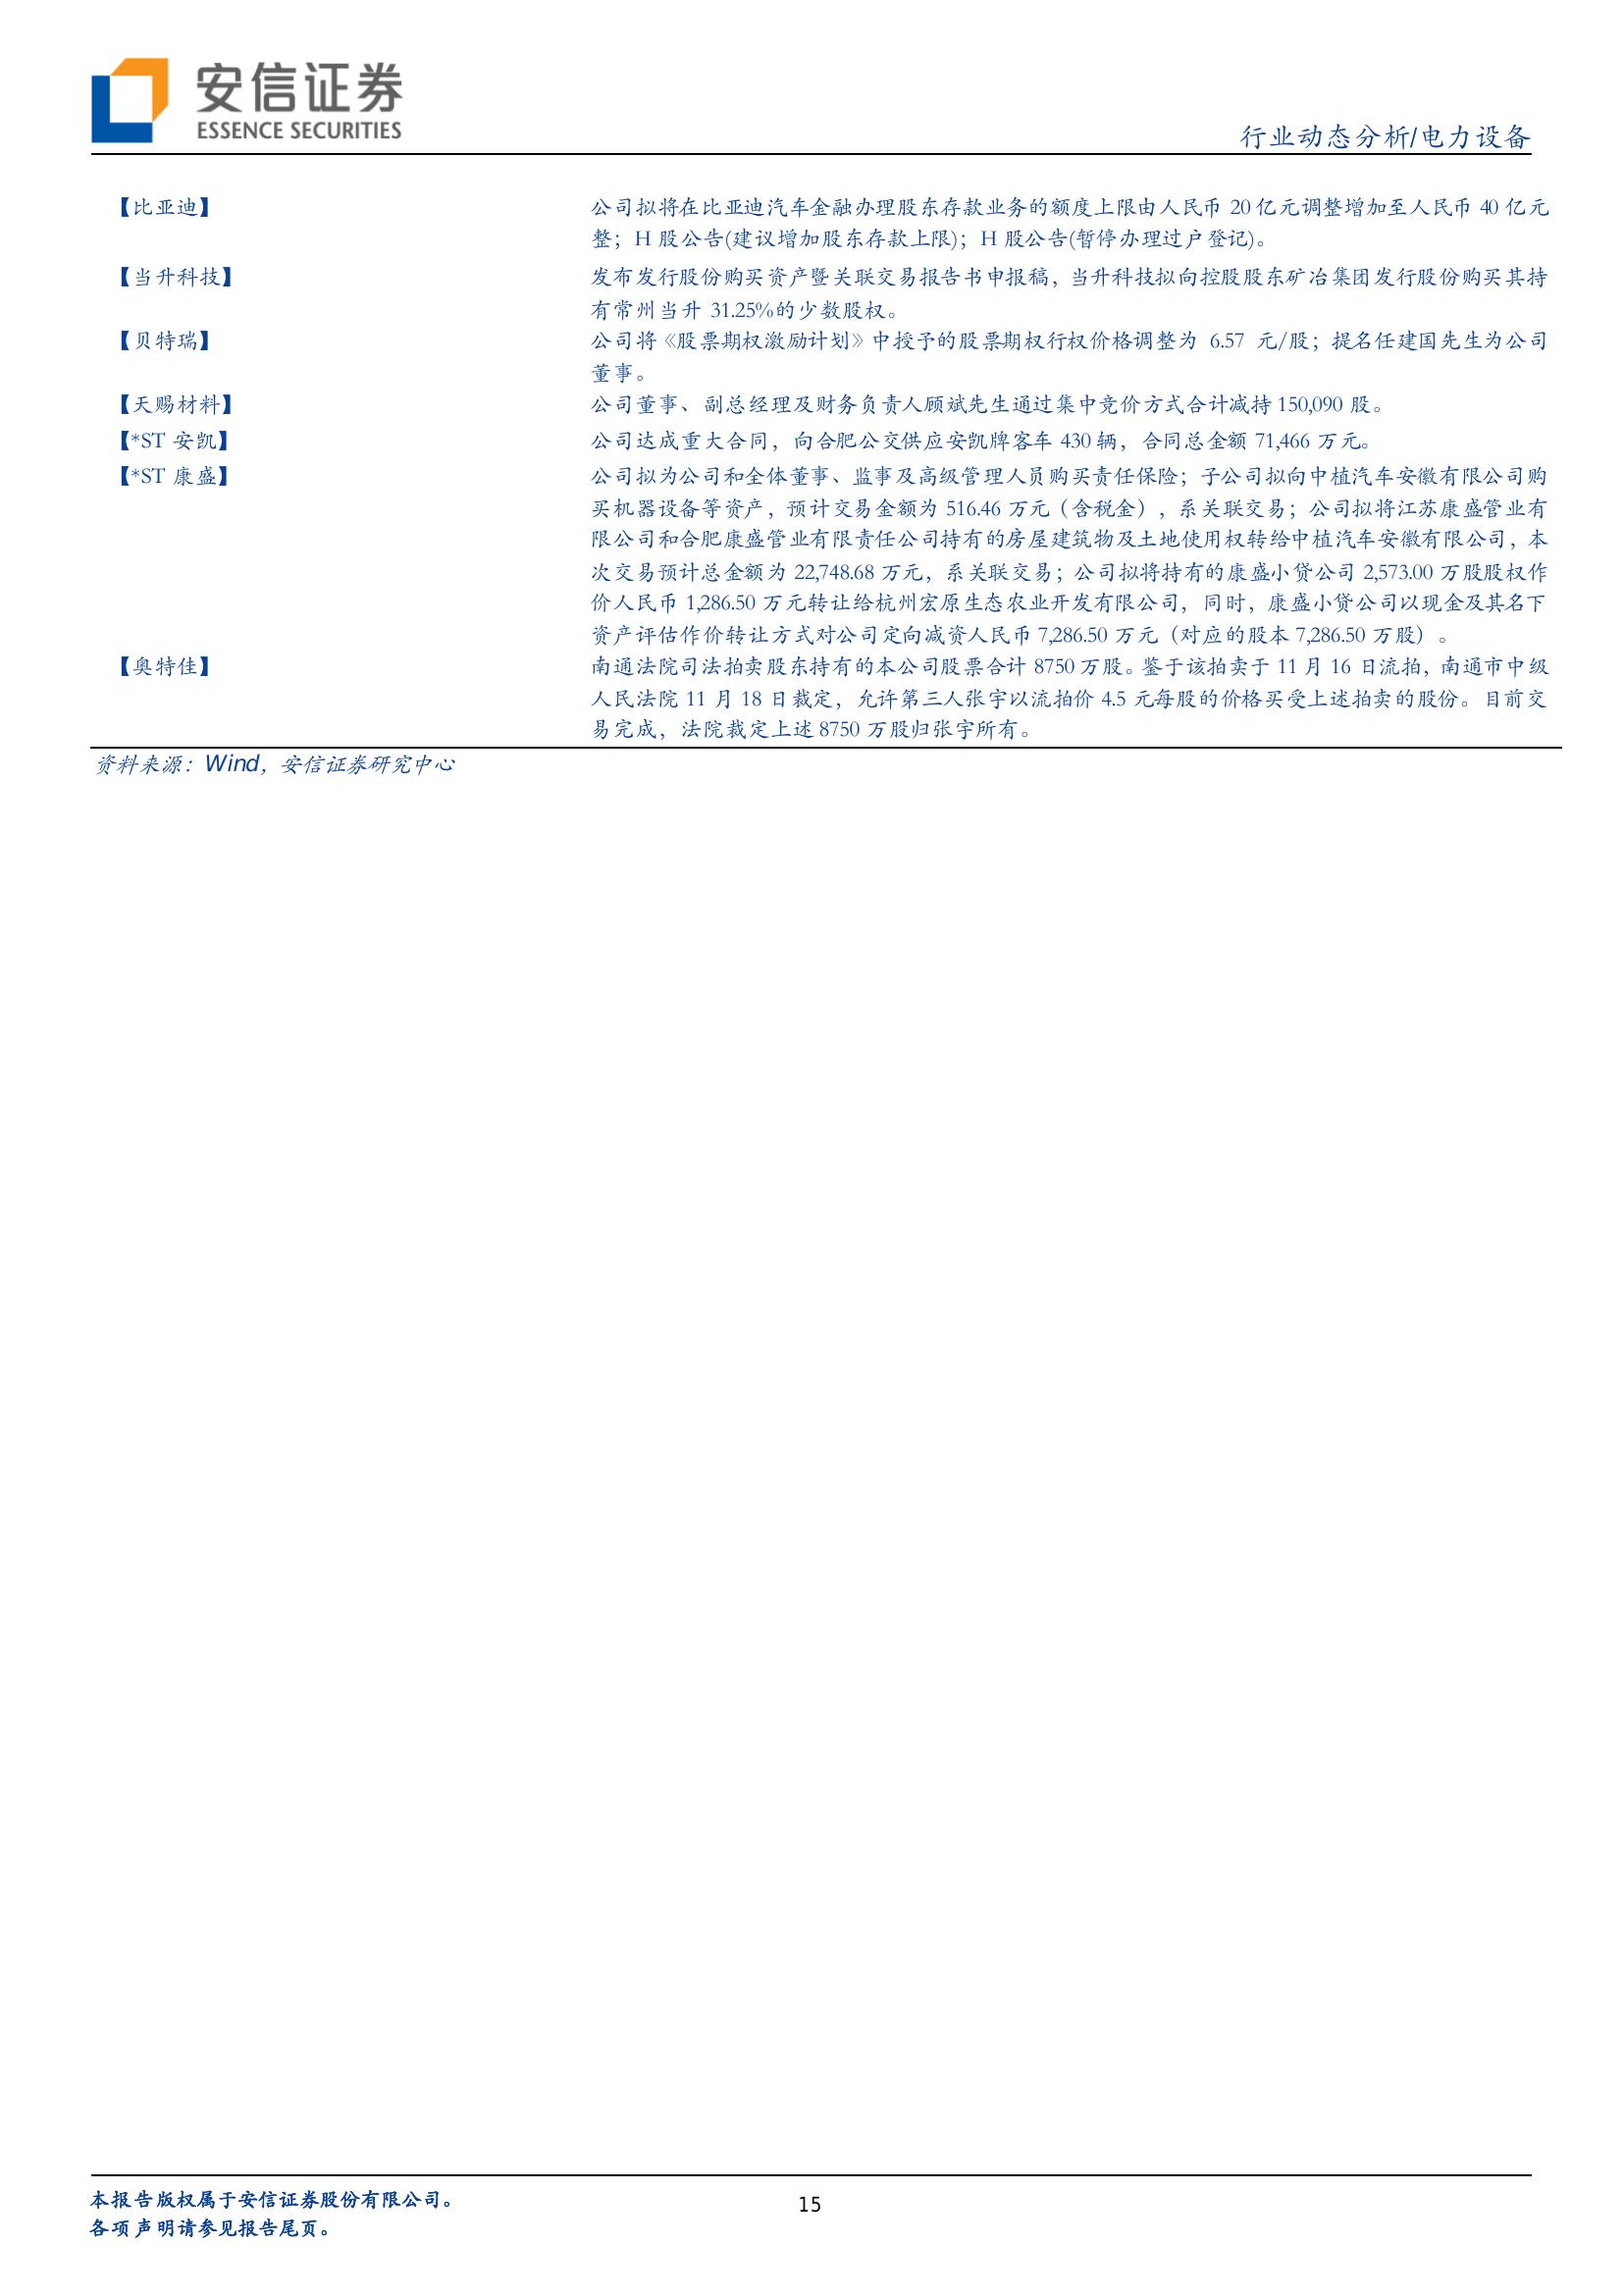 安信证券
ESSENCE SECURITIES
行业动态分析/电力设备
【比亚迪】
公司拟将在比亚迪汽车金融办理股东存款业务的额度上限由人民币 20 亿元调整增加至人民币 40 亿元
整；H 股公告(建议增加股东存款上限)；H 股公告(暂停办理过户登记)。
【当升科技】
发布发行股份购买资产暨关联交易报告书申报稿，当升科技拟向控股股东矿冶集团发行股份购买其持
有常州当升 31.25%的少数股权。
【贝特瑞】
公司将《股票期权激励计划》中授予的股票期权行权价格调整为 6.57 元/股；提名任建国先生为公司
董事。
【天赐材料】
公司董事、副总经理及财务负责人顾斌先生通过集中竞价方式合计减持 150,090 股。
【*ST 安凯】
公司达成重大合同，向合肥公交供应安凯牌客车 430 辆，合同总金额 71,466 万元。
【*ST 康盛】
公司拟为公司和全体董事、监事及高级管理人员购买责任保险；子公司拟向中植汽车安徽有限公司购
买机器设备等资产，预计交易金额为 516.46 万元（含税金），系关联交易；公司拟将江苏康盛管业有
限公司和合肥康盛管业有限责任公司持有的房屋建筑物及土地使用权转给中植汽车安徽有限公司，本
次交易预计总金额为 22,748.68 万元，系关联交易；公司拟将持有的康盛小贷公司 2,573.00 万股股权作
价人民币 1,286.50 万元转让给杭州宏原生态农业开发有限公司，同时，康盛小贷公司以现金及其名下
资产评估作价转让方式对公司定向减资人民币 7,286.50 万元（对应的股本 7,286.50 万股）。
【奥特佳】
南通法院司法拍卖股东持有的本公司股票合计 8750 万股。鉴于该拍卖于 11 月 16 日流拍，南通市中级
人民法院 11 月 18 日裁定，允许第三人张宇以流拍价 4.5 元每股的价格买受上述拍卖的股份。目前交
易完成，法院裁定上述 8750 万股归张宇所有。
资料来源：Wind，安信证券研究中心
本报告版权属于安信证券股份有限公司。
各项声明请参见报告尾页。
15